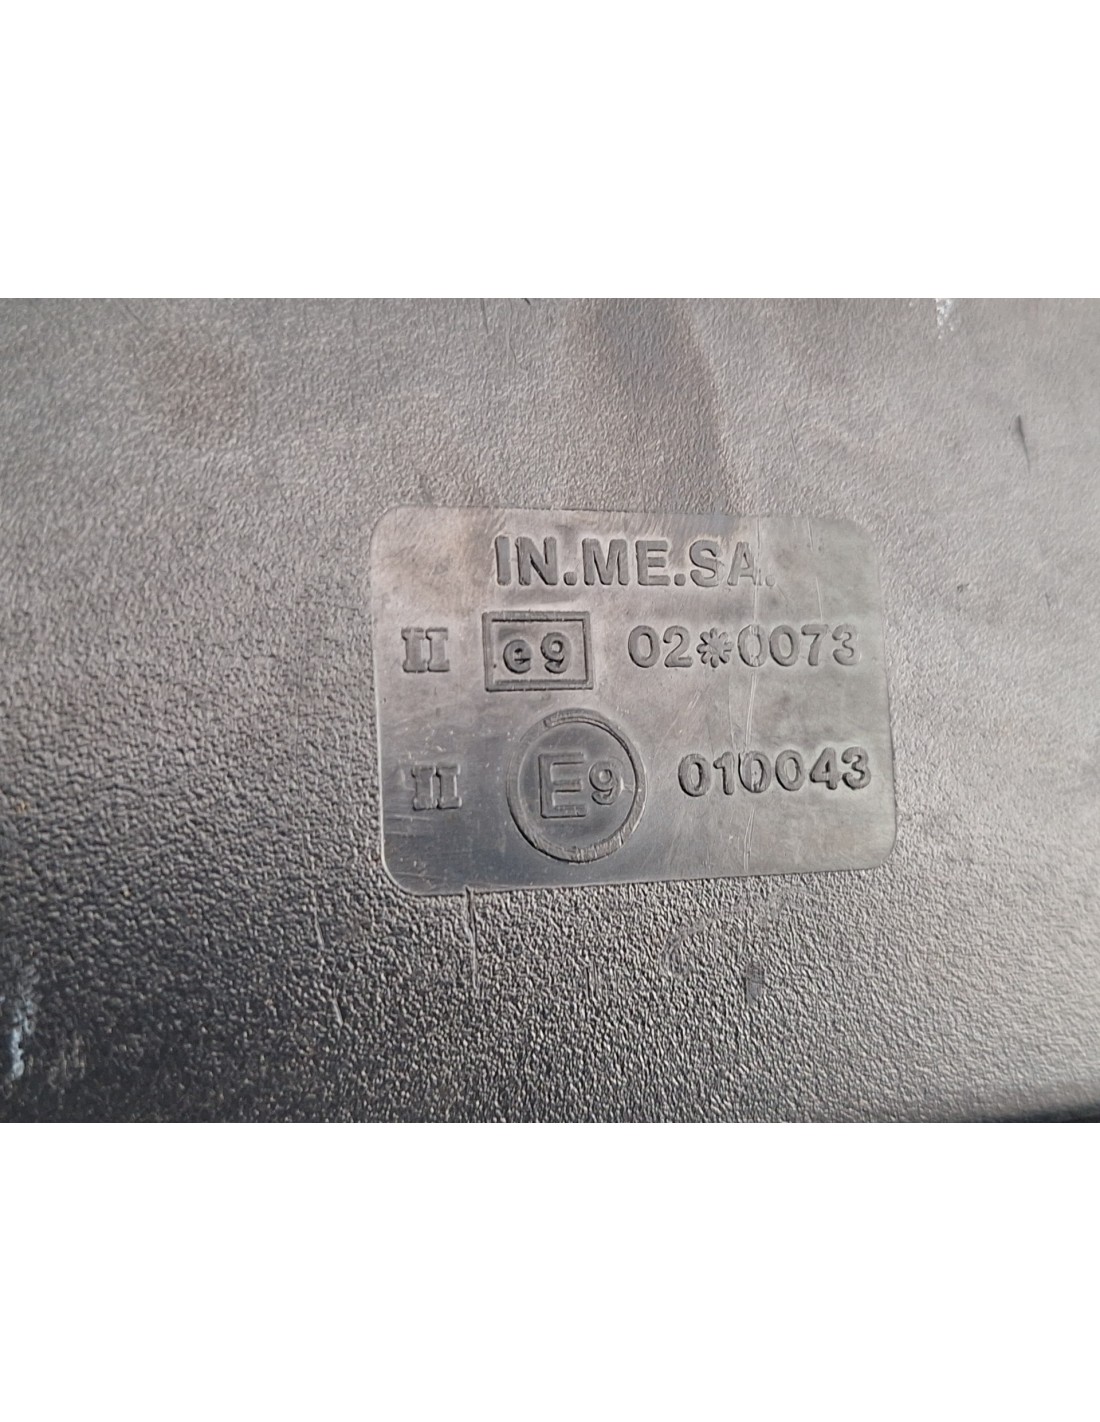 IN.ME.SA.
II e9 02*0073
II E9 010043